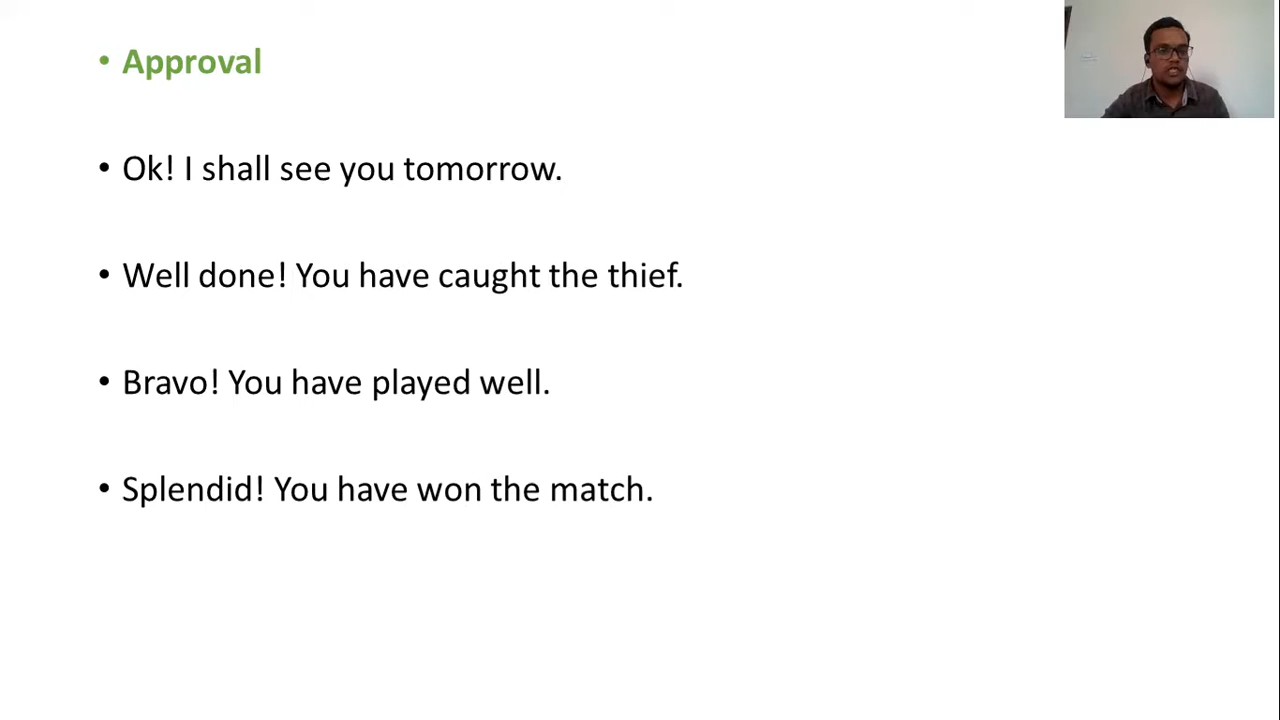 • Approval
• Ok! I shall see you tomorrow.
• Well done! You have caught the thief.
• Bravo! You have played well.
• Splendid! You have won the match.